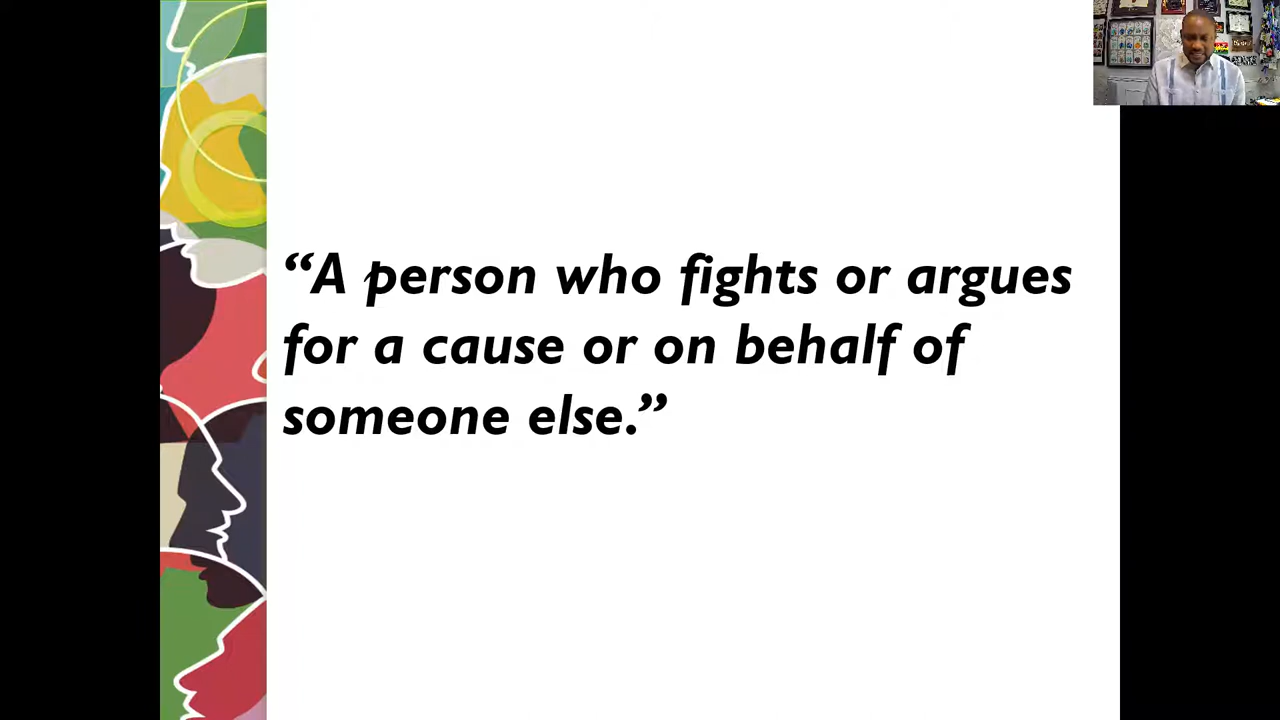 “A person who fights or argues
for a cause or on behalf of
someone else.”